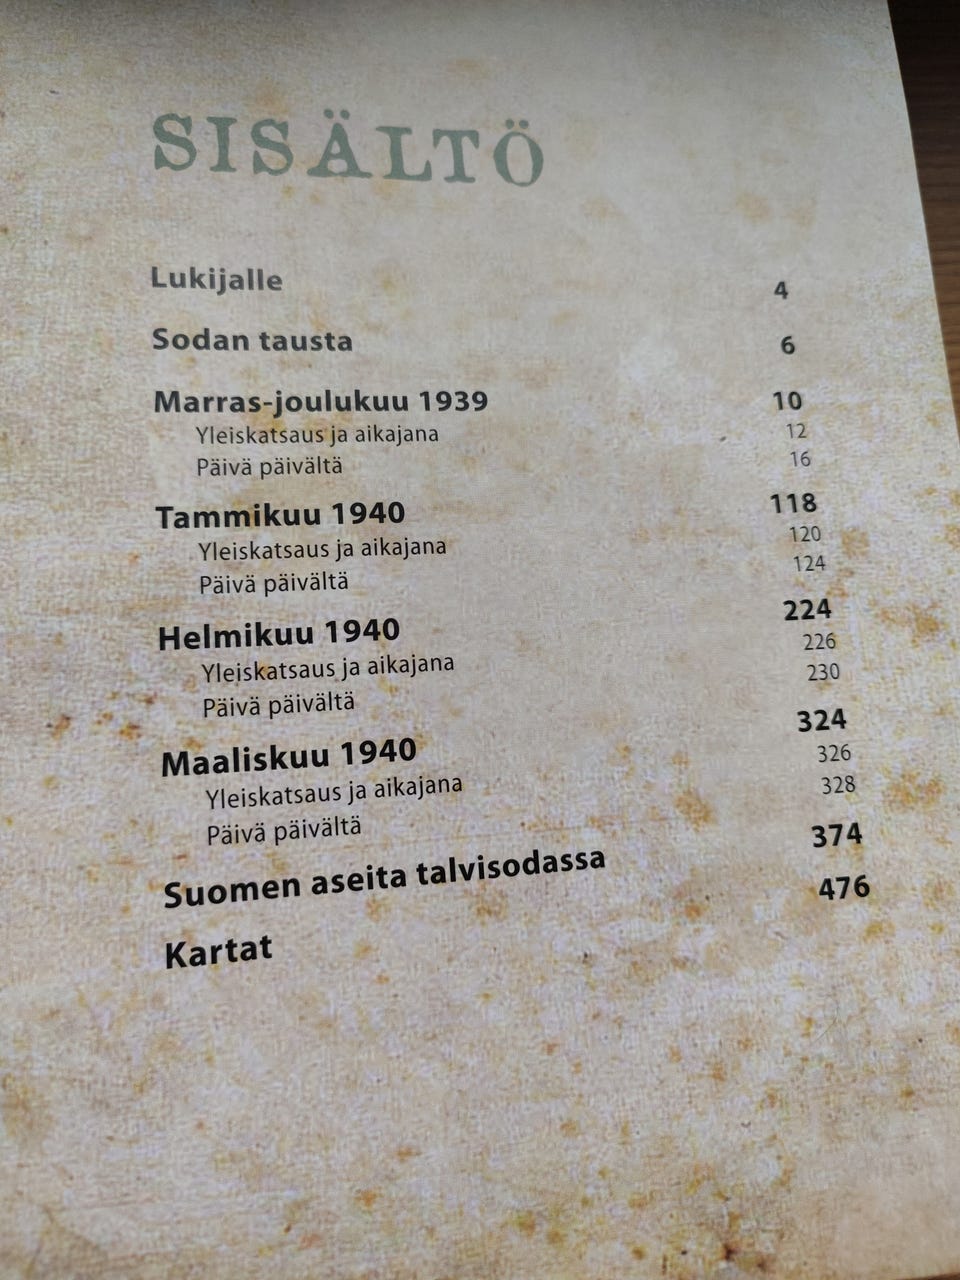 SISÄLTÖ
Lukijalle 4
Sodan tausta 6
Marras-joulukuu 1939 10
Yleiskatsaus ja aikajana 12
Päivä päivältä 16
Tammikuu 1940 118
Yleiskatsaus ja aikajana 120
Päivä päivältä 124
Helmikuu 1940 224
Yleiskatsaus ja aikajana 226
Päivä päivältä 230
Maaliskuu 1940 324
Yleiskatsaus ja aikajana 326
Päivä päivältä 328
Suomen aseita talvisodassa 374
Kartat 476